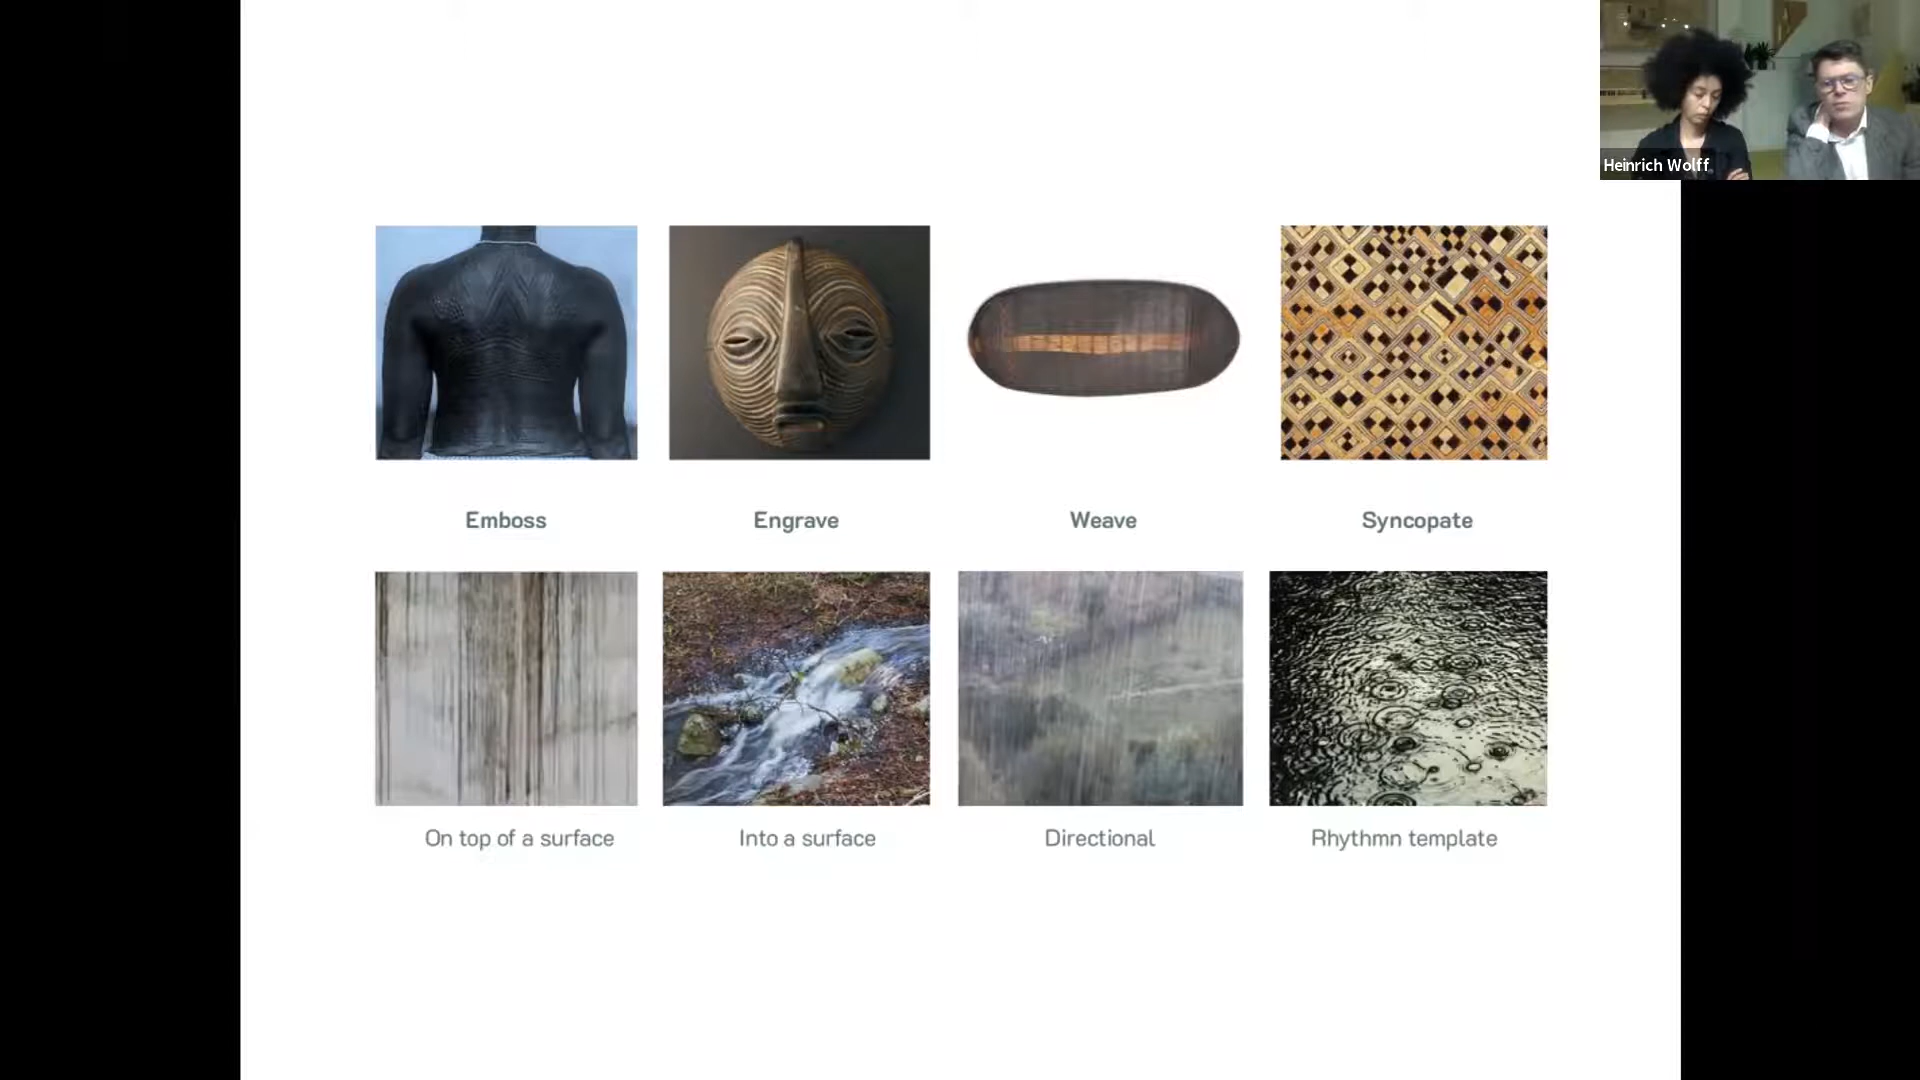 Heinrich Wolff
Emboss
Engrave
Weave
Syncopate
On top of a surface
Into a surface
Directional
Rhythmn template